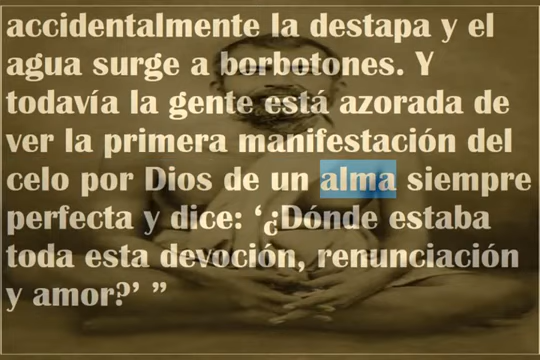 accidentalmente la destapa y el
agua surge a borbotones. Y
todavía la gente está azorada de
ver la primera manifestación del
celo por Dios de un alma siempre
perfecta y dice: ‘¿Dónde estaba
toda esta devoción, renunciación
y amor?’ ”